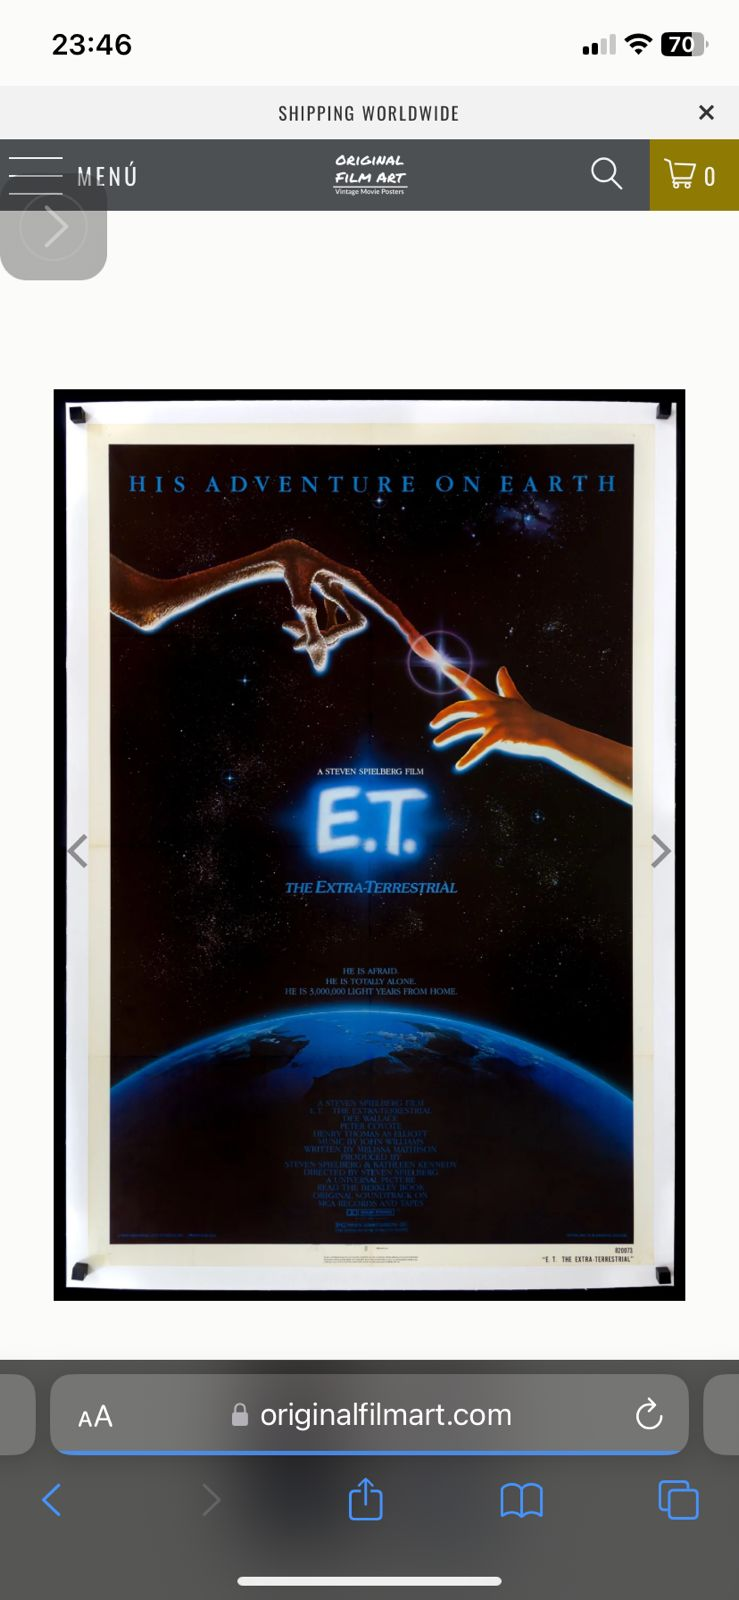 23:46
70
SHIPPING WORLDWIDE
MENÚ
ORIGINAL
FILM ART
Vintage Movie Posters
0
HIS ADVENTURE ON EARTH
A STEVEN SPIELBERG FILM
E.T.
THE EXTRA-TERRESTRIAL
HE IS AFRAID.
HE IS TOTALLY ALONE.
HE IS 3,000,000 LIGHT YEARS FROM HOME.
A STEVEN SPIELBERG FILM
E.T. THE EXTRA-TERRESTRIAL
DEE WALLACE
PETER COYOTE
HENRY THOMAS AS ELLIOTT
MUSIC BY JOHN WILLIAMS
WRITTEN BY MELISSA MATHISON
PRODUCED BY
STEVEN SPIELBERG & KATHLEEN KENNEDY
DIRECTED BY STEVEN SPIELBERG
A UNIVERSAL PICTURE
READ THE BERKLEY BOOK
ORIGINAL SOUNDTRACK ON
MCA RECORDS AND TAPES
820073
"E. T. THE EXTRA-TERRESTRIAL"
AA
originalfilmart.com